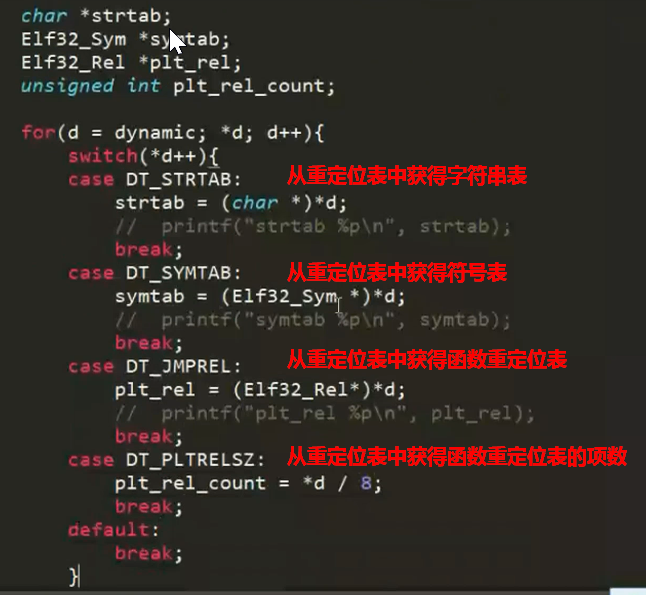 char *strtab;
Elf32_Sym *symtab;
Elf32_Rel *plt_rel;
unsigned int plt_rel_count;
for(d = dynamic; *d; d++){
switch(*d++){
case DT_STRTAB: 从重定位表中获得字符串表
strtab = (char *)*d;
// printf("strtab %p\n", strtab);
break;
case DT_SYMTAB: 从重定位表中获得符号表
symtab = (Elf32_Sym *)*d;
// printf("symtab %p\n", symtab);
break;
case DT_JMPREL: 从重定位表中获得函数重定位表
plt_rel = (Elf32_Rel*)*d;
// printf("plt_rel %p\n", plt_rel);
break;
case DT_PLTRELSZ: 从重定位表中获得函数重定位表的项数
plt_rel_count = *d / 8;
break;
default:
break;
}